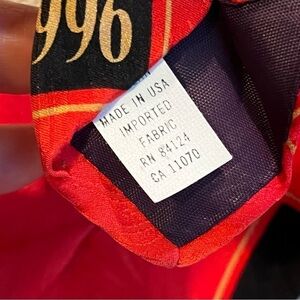 996
MADE IN USA
IMPORTED
FABRIC
RN 84124
CA 11070